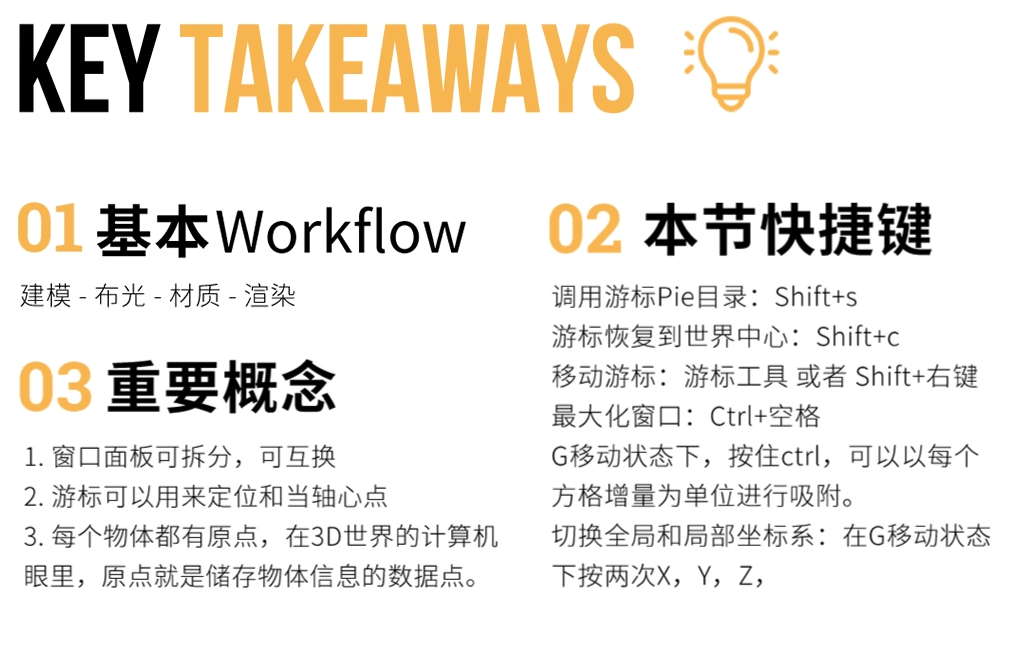 KEY TAKEAWAYS
01 基本Workflow
建模 - 布光 - 材质 - 渲染
02 本节快捷键
调用游标Pie目录：Shift+s
游标恢复到世界中心：Shift+c
移动游标：游标工具 或者 Shift+右键
最大化窗口：Ctrl+空格
G移动状态下，按住ctrl，可以以每个
方格增量为单位进行吸附。
切换全局和局部坐标系：在G移动状态
下按两次X，Y，Z，
03 重要概念
1. 窗口面板可拆分，可互换
2. 游标可以用来定位和当轴心点
3. 每个物体都有原点，在3D世界的计算机
眼里，原点就是储存物体信息的数据点。